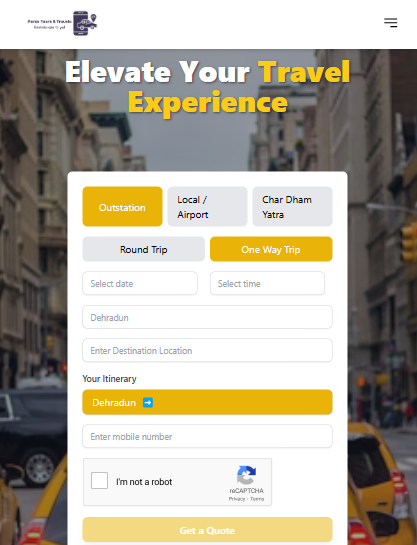 Paras Tours & Travels
Elevate Your Travel
Experience
Outstation
Local /
Airport
Char Dham
Yatra
Round Trip
One Way Trip
Select date
Select time
Dehradun
Enter Destination Location
Your Itinerary
Dehradun ➡
Enter mobile number
I'm not a robot
reCAPTCHA
Privacy - Terms
Get a Quote